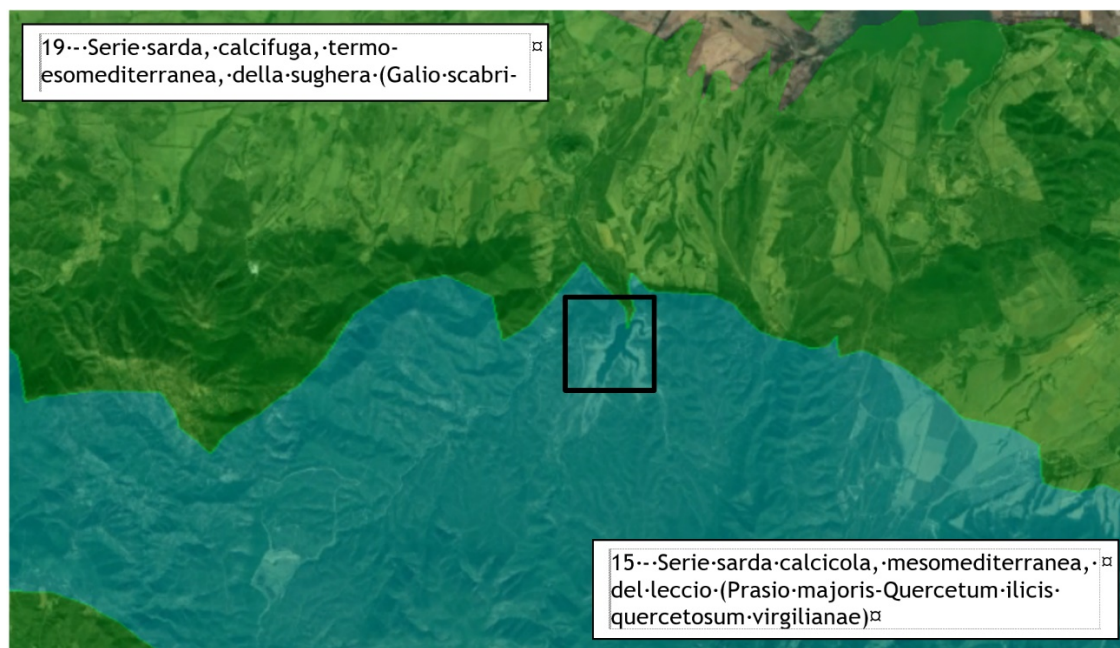 19·-·Serie·sarda,·calcifuga,·termo-
esomediterranea,·della·sughera·(Galio·scabri-
15·-·Serie·sarda·calcicola,·mesomediterranea,·
del·leccio·(Prasio·majoris-Quercetum·ilicis·
quercetosum·virgilianae)¤